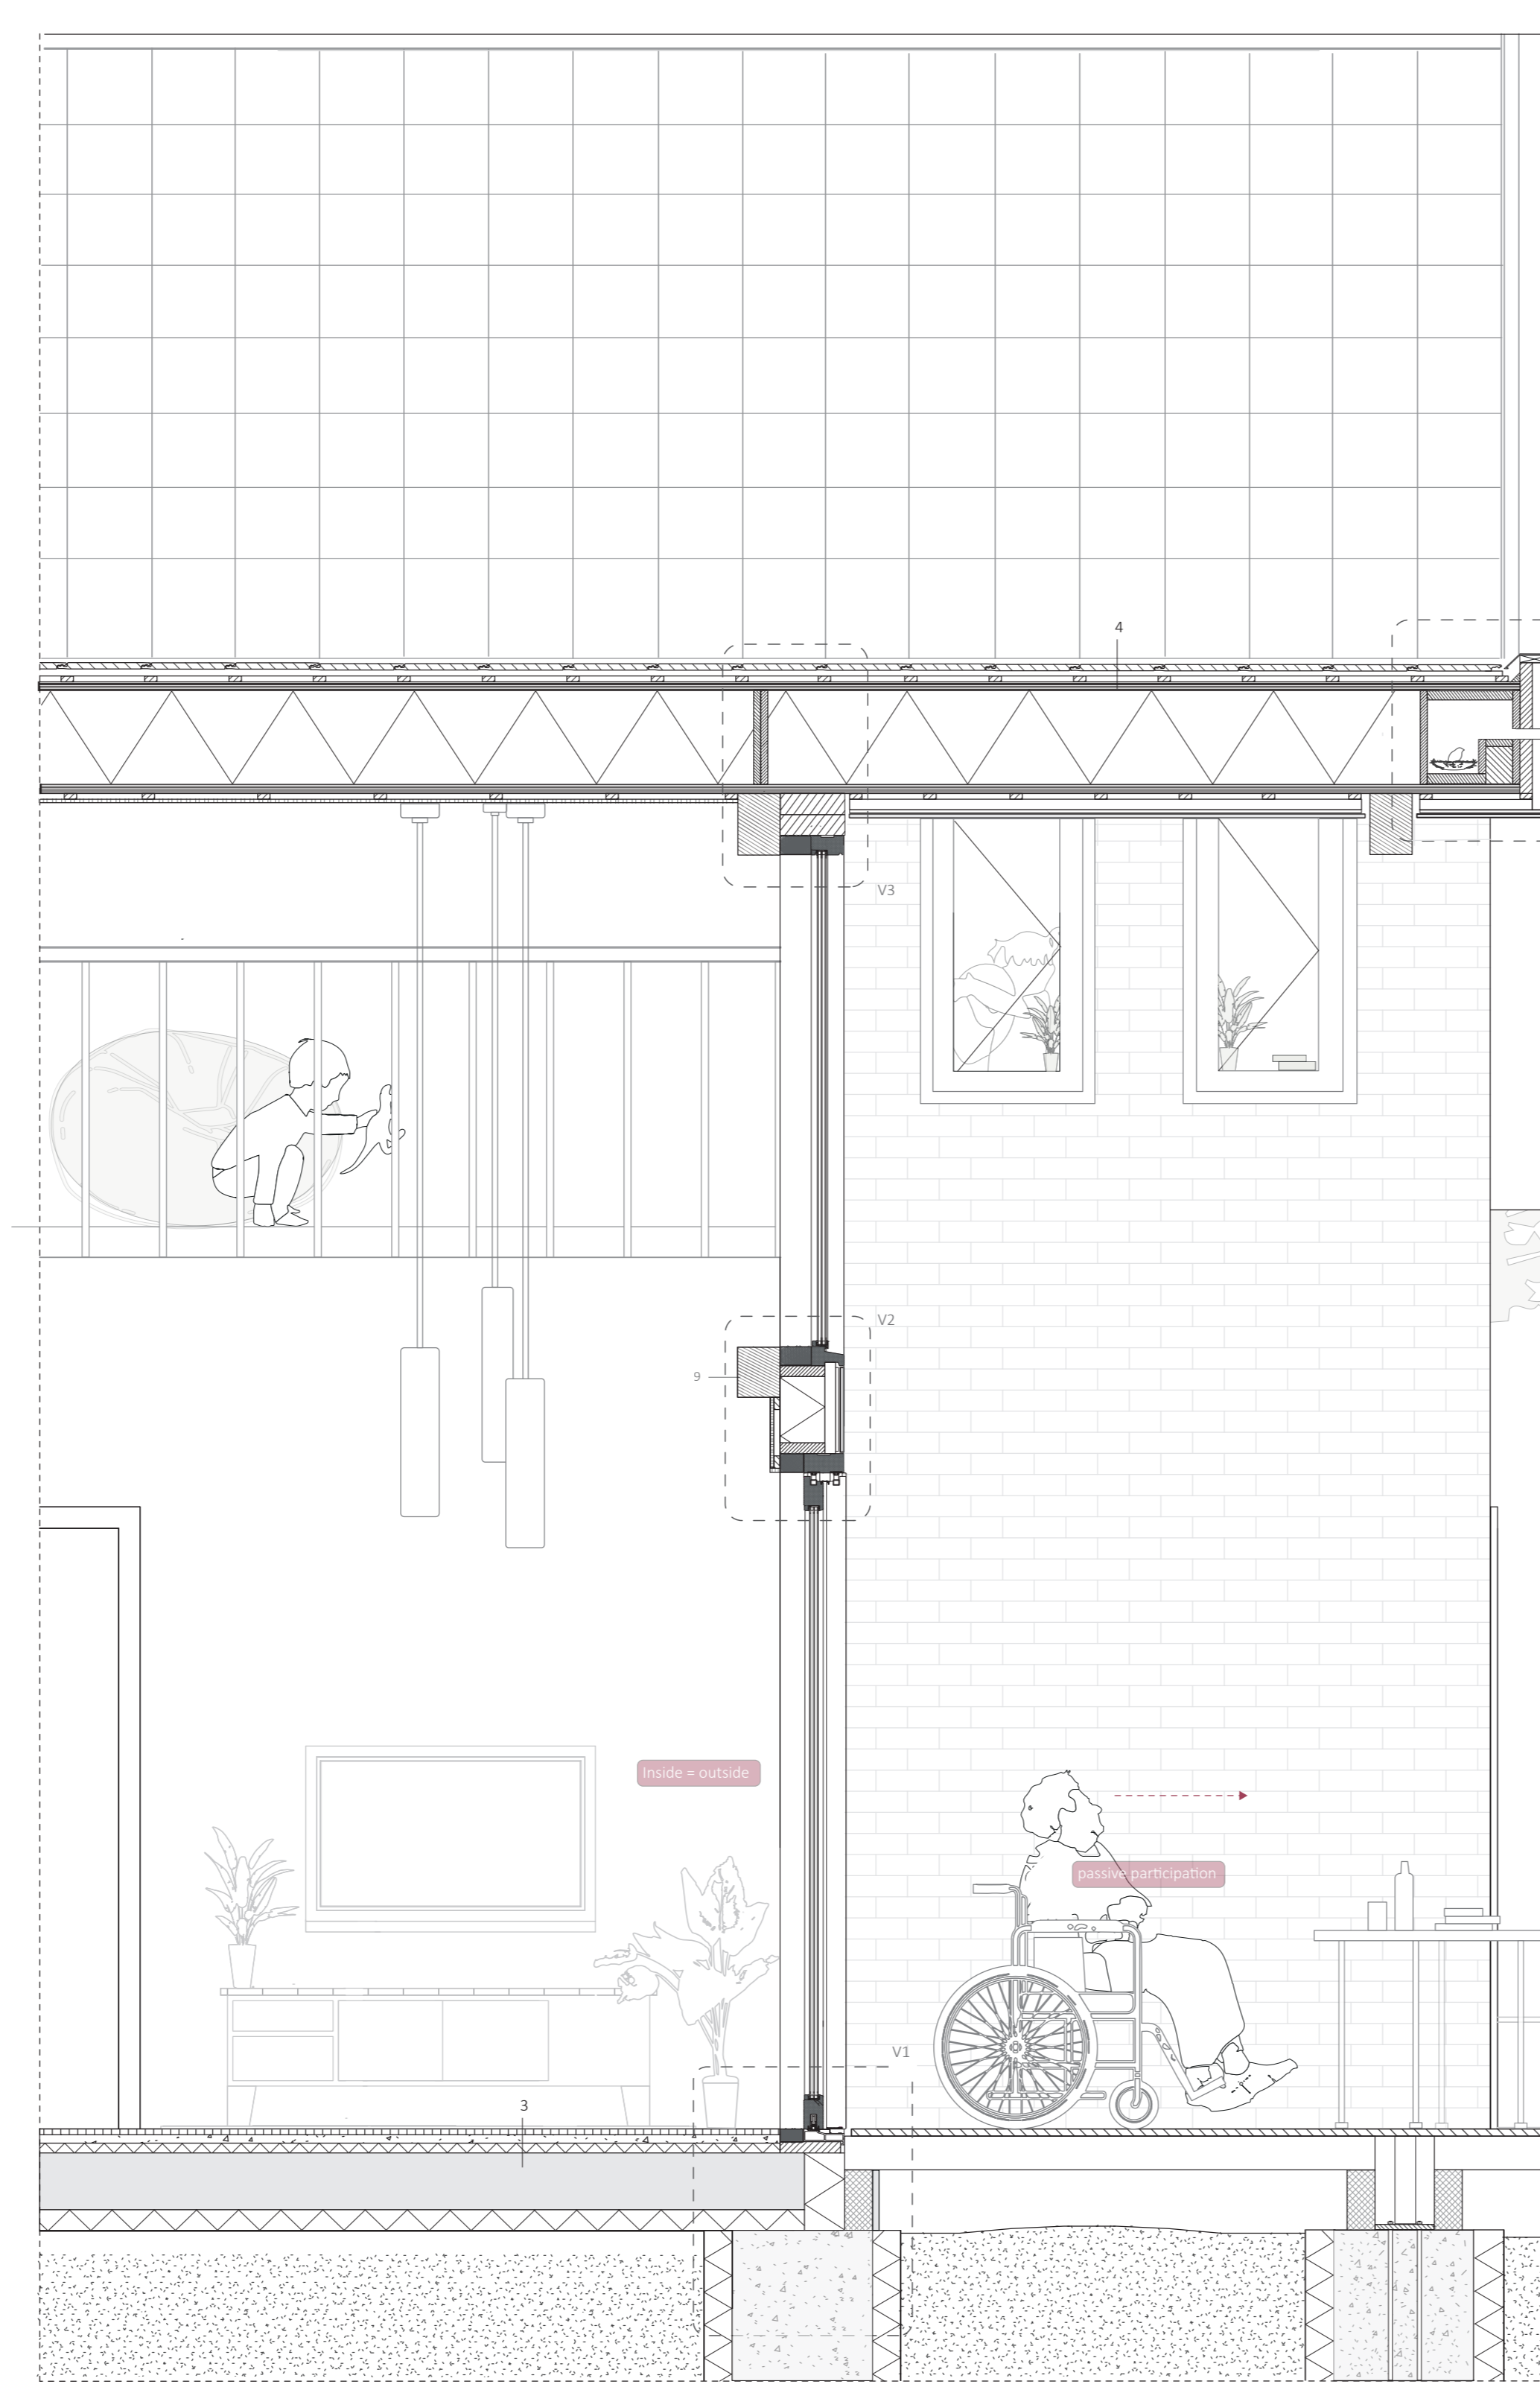 4
V3
V2
9
Inside = outside
passive participation
V1
3